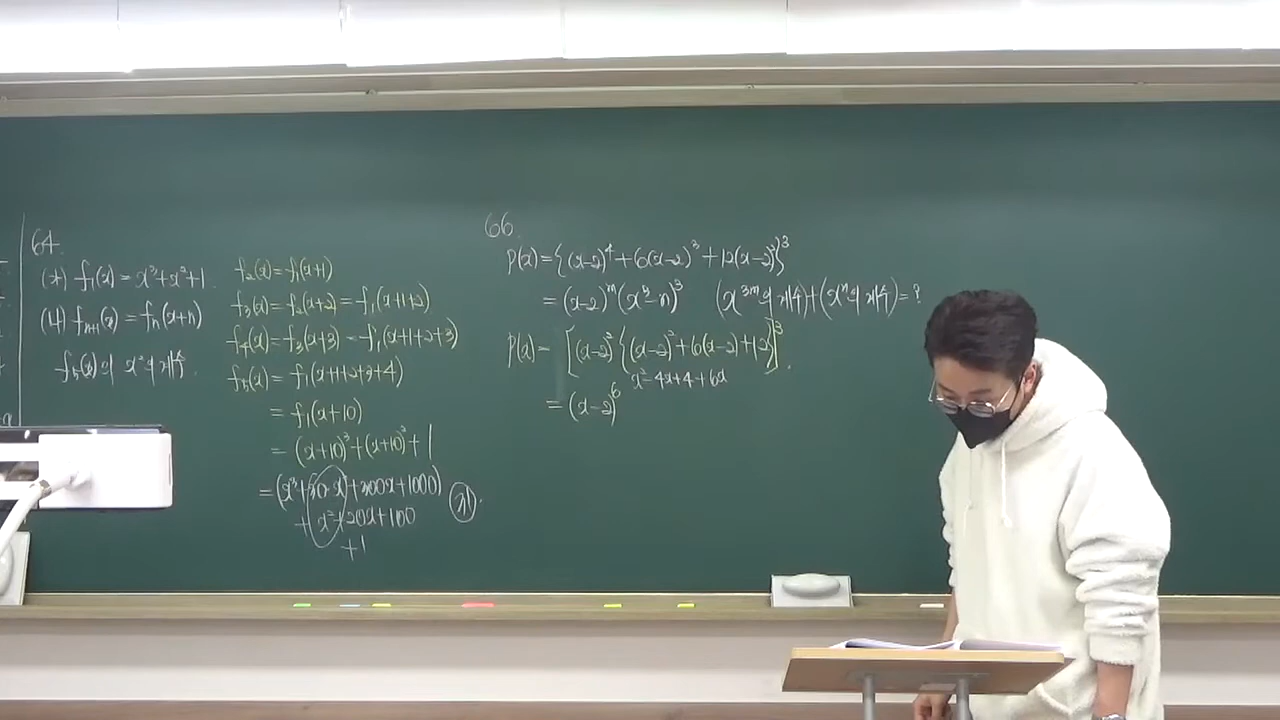 64.
(가) f₁(x) = x³+x²+1.
(나) fₙ₊₁(x) = fₙ(x+n)
f₅(x)의 x²의 계수.
f₂(x) = f₁(x+1)
f₃(x) = f₂(x+2) = f₁(x+1+2)
f₄(x) = f₃(x+3) = f₁(x+1+2+3)
f₅(x) = f₁(x+1+2+3+4)
= f₁(x+10)
= (x+10)³+(x+10)²+1
= (x³+30x²+300x+1000)
+ x²+20x+100
+1
31.
66.
P(x) = {(x-2)⁴+6(x-2)³+12(x-2)²}³
= (x-2)ᵐ(x³-n)³ (x³ᵐ의 계수)+(xⁿ의 계수)=?
P(x) = [(x-2)²{(x-2)²+6(x-2)+12}]³.
x²-4x+4+6x
= (x-2)⁶